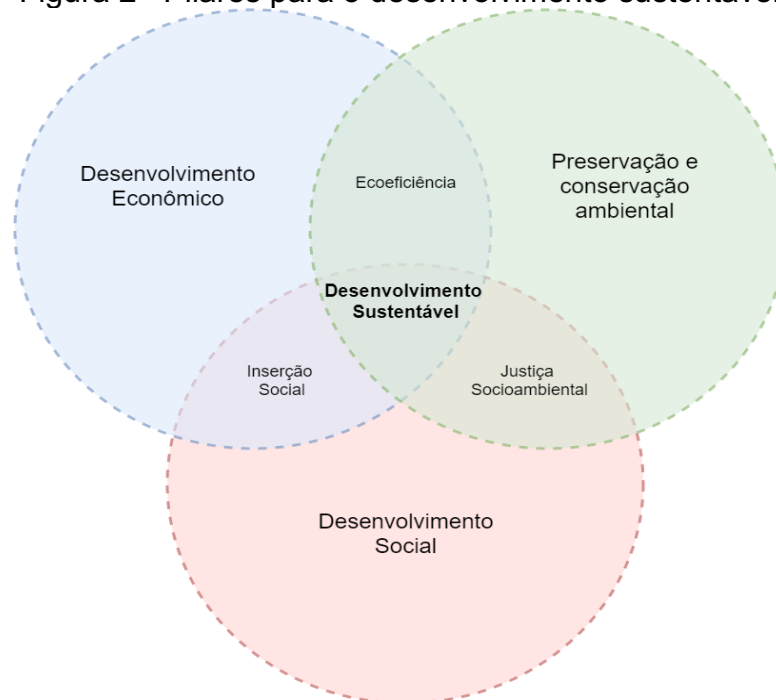 Figura 2 - Pilares para o desenvolvimento sustentável
Desenvolvimento
Econômico
Ecoeficiência
Preservação e
conservação
ambiental
Desenvolvimento
Sustentável
Inserção
Social
Justiça
Socioambiental
Desenvolvimento
Social